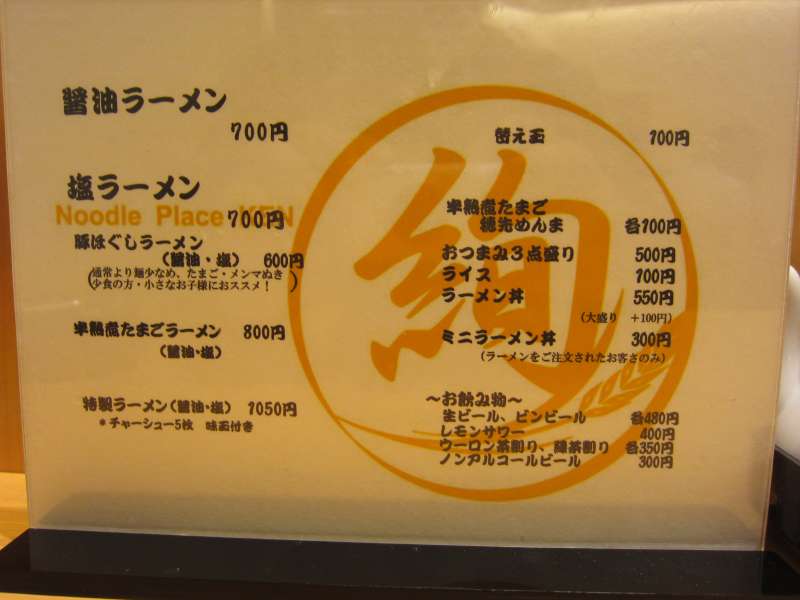 醤油ラーメン
700円
塩ラーメン
700円
Noodle Place KEN
豚ほぐしラーメン
(醤油・塩) 600円
(通常より麺少なめ、たまご・メンマぬき
少食の方・小さなお子様におススメ!)
半熟煮たまごラーメン 800円
(醤油・塩)
特製ラーメン(醤油・塩) 1050円
*チャーシュー5枚 味玉付き
替え玉 100円
絢
半熟煮たまご
穂先めんま 各100円
おつまみ3点盛り 500円
ライス 100円
ラーメン丼 550円
(大盛り +100円)
ミニラーメン丼 300円
(ラーメンをご注文されたお客さのみ)
~お飲み物~
生ビール、ビンビール 各480円
レモンサワー 400円
ウーロン茶割り、緑茶割り 各350円
ノンアルコールビール 300円